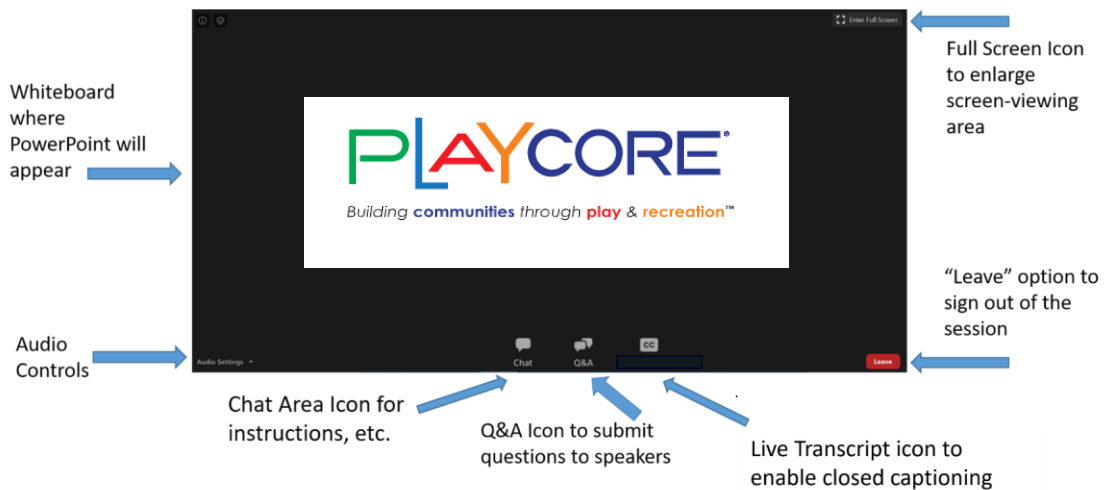 Enter Full Screen
Full Screen Icon
to enlarge
screen-viewing
area
Whiteboard
where
PowerPoint will
appear
PLAYCORE®
Building communities through play & recreation™
"Leave" option to
sign out of the
session
Audio
Controls
Audio Settings
Chat
Q&A
CC
Leave
Chat Area Icon for
instructions, etc.
Q&A Icon to submit
questions to speakers
Live Transcript icon to
enable closed captioning